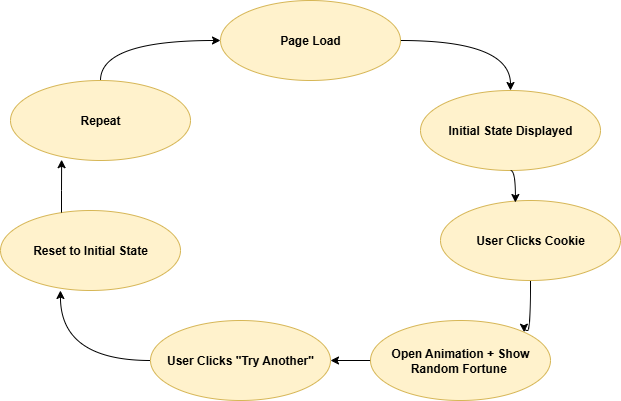 Page Load
Initial State Displayed
User Clicks Cookie
Open Animation + Show
Random Fortune
User Clicks "Try Another"
Reset to Initial State
Repeat